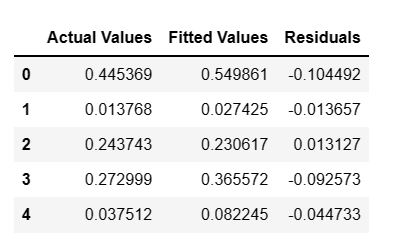 Actual Values Fitted Values Residuals
0 0.445369 0.549861 -0.104492
1 0.013768 0.027425 -0.013657
2 0.243743 0.230617 0.013127
3 0.272999 0.365572 -0.092573
4 0.037512 0.082245 -0.044733